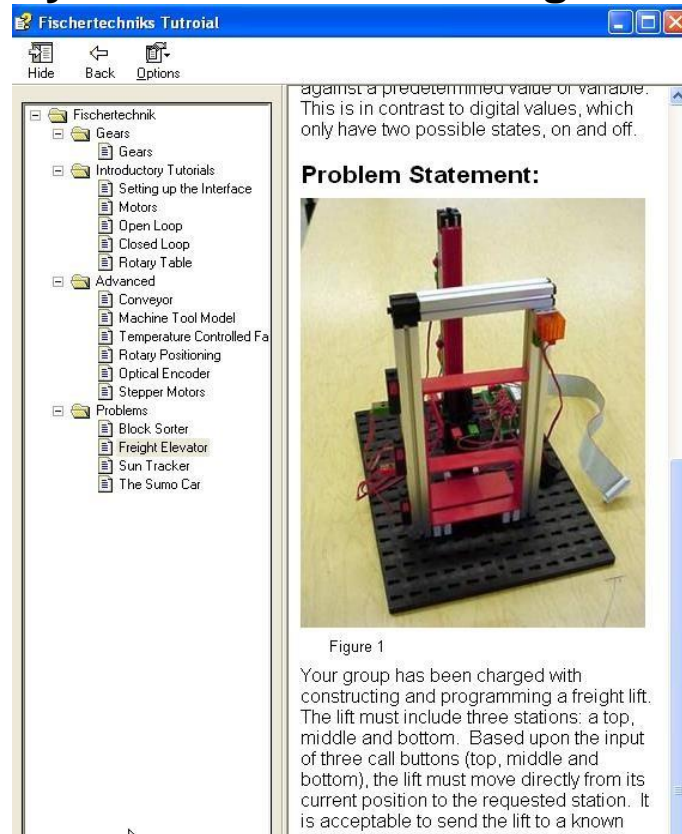 Fischertechniks Tutroial
Hide Back Options
Fischertechnik
Gears
Gears
Introductory Tutorials
Setting up the Interface
Motors
Open Loop
Closed Loop
Rotary Table
Advanced
Conveyor
Machine Tool Model
Temperature Controlled Fa
Rotary Positioning
Optical Encoder
Stepper Motors
Problems
Block Sorter
Freight Elevator
Sun Tracker
The Sumo Car
against a predetermined value or variable.
This is in contrast to digital values, which
only have two possible states, on and off.
Problem Statement:
Figure 1
Your group has been charged with
constructing and programming a freight lift.
The lift must include three stations: a top,
middle and bottom. Based upon the input
of three call buttons (top, middle and
bottom), the lift must move directly from its
current position to the requested station. It
is acceptable to send the lift to a known